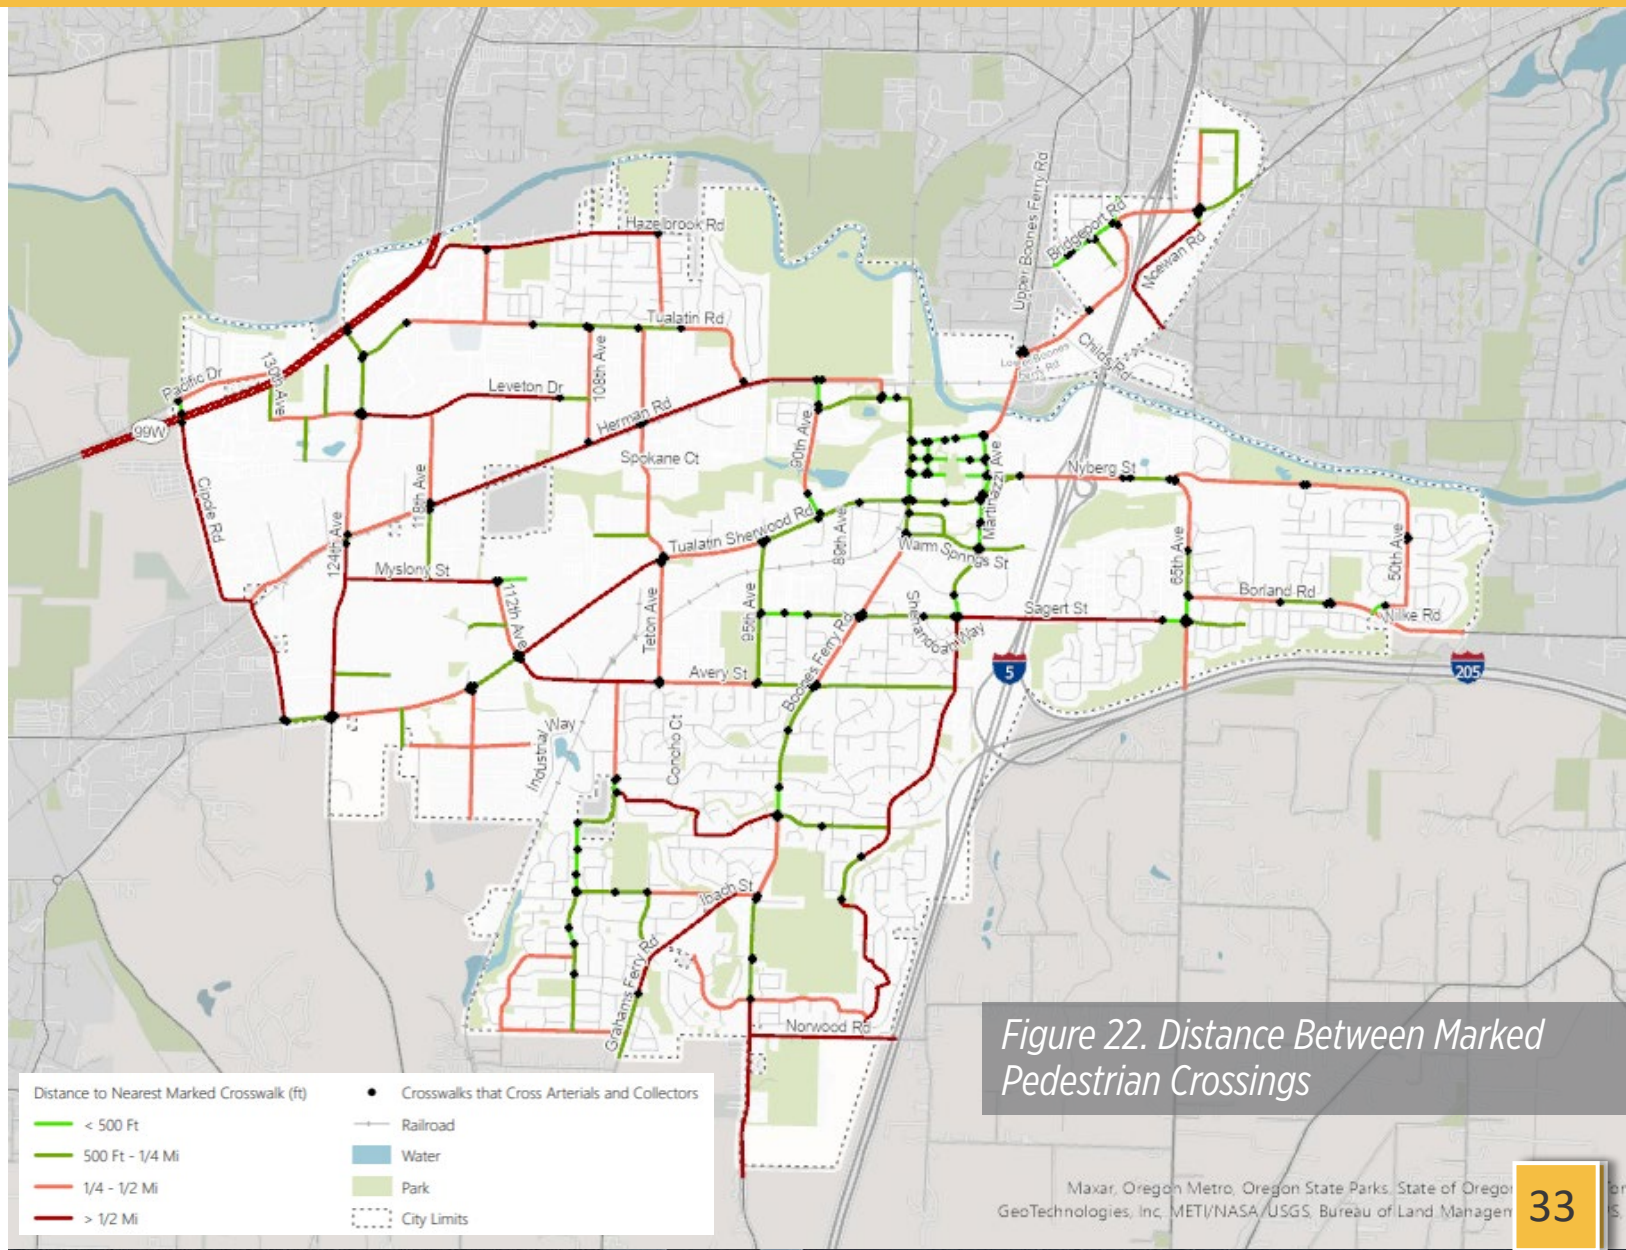 Hazelbrook Rd
Upper Boones Ferry Rd
Bridgeport Rd
Mcewan Rd
Tualatin Rd
108th Ave
Childs Rd
Lower Boones
Ferry Rd
Pacific Dr
130th Ave
Leveton Dr
Herman Rd
99W
90th Ave
Spokane Ct
Martinazzi Ave
Nyberg St
Cipole Rd
118th Ave
124th Ave
Tualatin Sherwood Rd
89th Ave
Warm Springs St
65th Ave
50th Ave
Myslony St
112th Ave
Teton Ave
95th Ave
Shenandoah Way
Sagert St
Borland Rd
Wilke Rd
Boones Ferry Rd
Avery St
5
205
Industrial Way
Concho Ct
Ibach St
Grahams Ferry Rd
Norwood Rd
Figure 22. Distance Between Marked
Pedestrian Crossings
Distance to Nearest Marked Crosswalk (ft)
< 500 Ft
500 Ft - 1/4 Mi
1/4 - 1/2 Mi
> 1/2 Mi
Crosswalks that Cross Arterials and Collectors
Railroad
Water
Park
City Limits
Maxar, Oregon Metro, Oregon State Parks, State of Oregon
GeoTechnologies, Inc, METI/NASA, USGS, Bureau of Land Managem
33